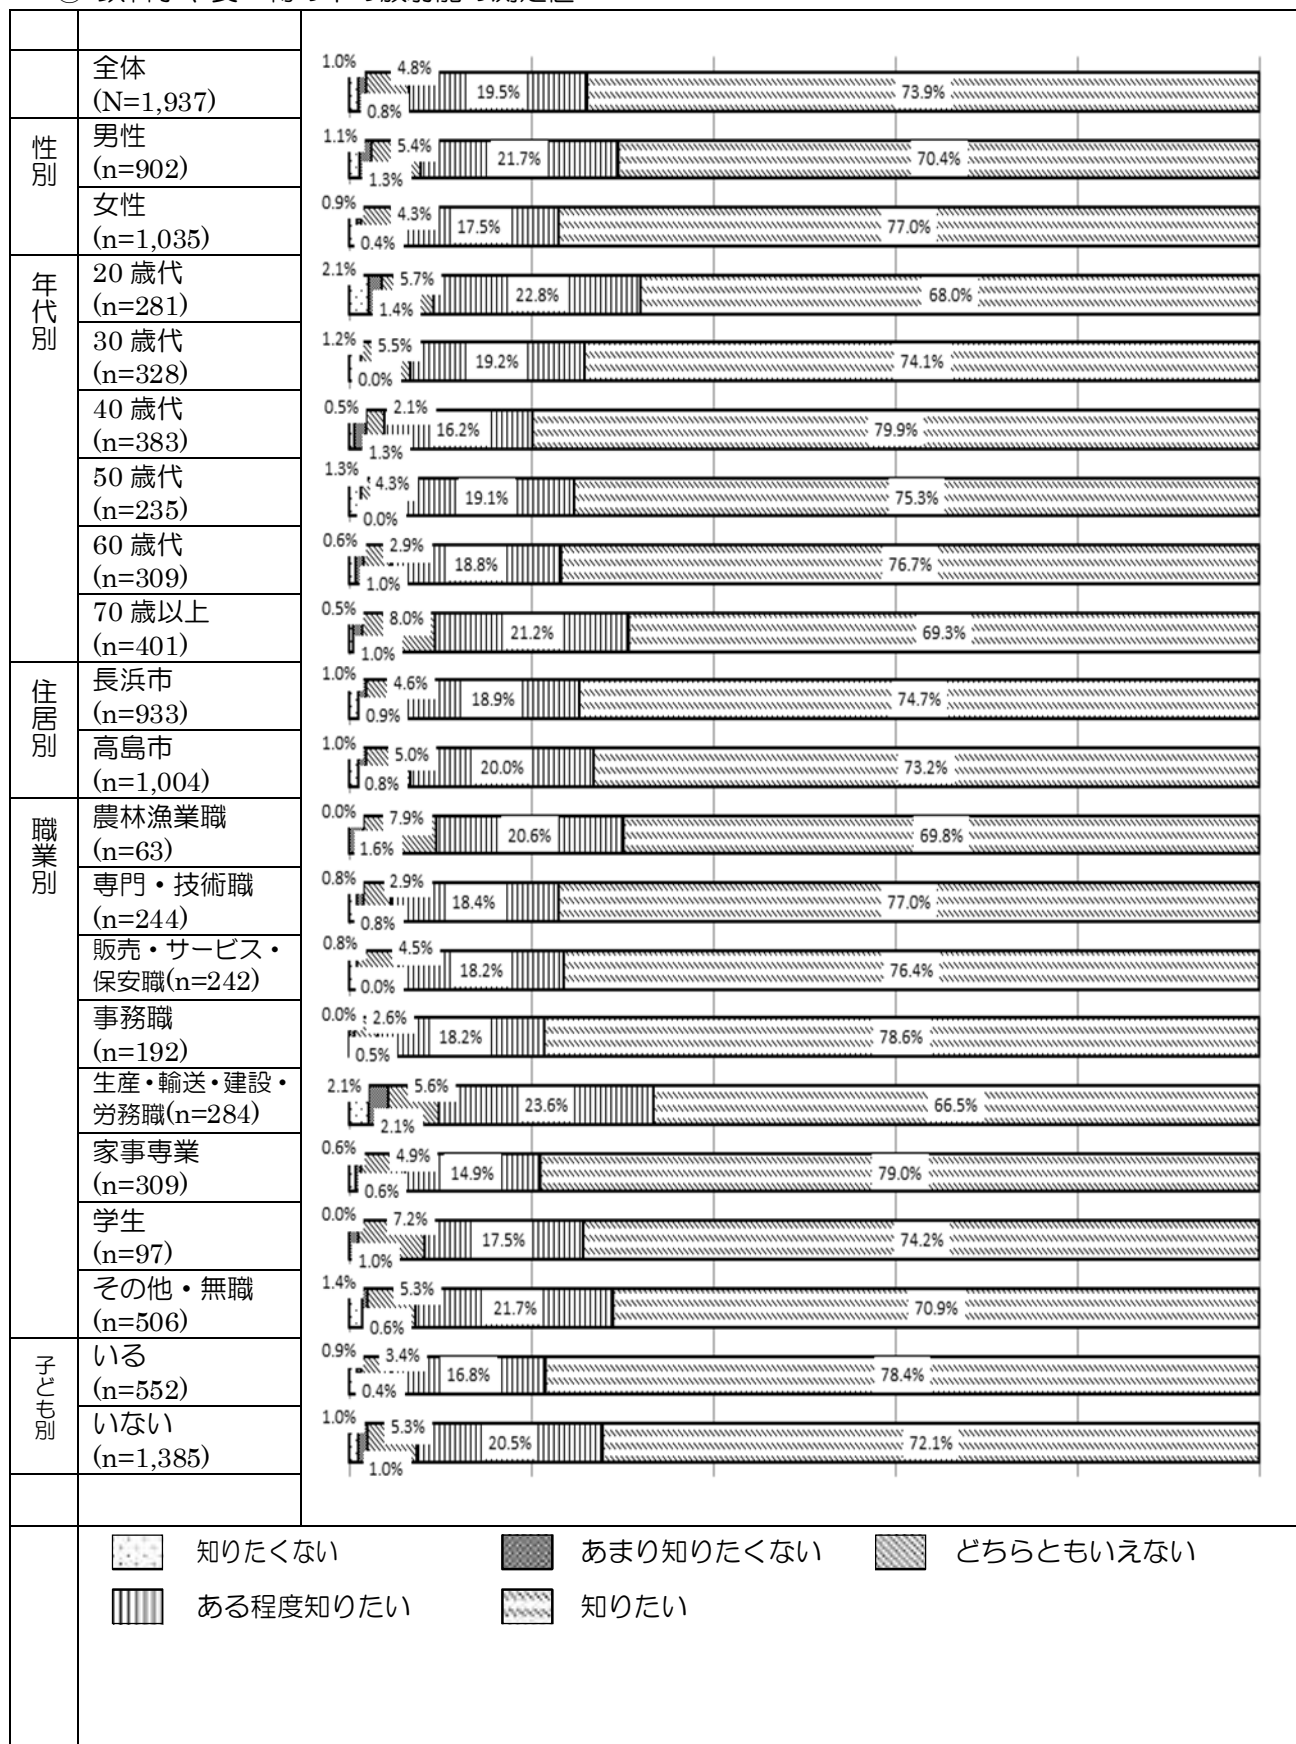 全体 1.0% 4.8% 19.5% 73.9%
(N=1,937) 0.8%
性別
男性 1.1% 5.4% 21.7% 70.4%
(n=902) 1.3%
女性 0.9% 4.3% 17.5% 77.0%
(n=1,035) 0.4%
年代別
20 歳代 2.1% 5.7% 22.8% 68.0%
(n=281) 1.4%
30 歳代 1.2% 5.5% 19.2% 74.1%
(n=328) 0.0%
40 歳代 0.5% 2.1% 16.2% 79.9%
(n=383) 1.3%
50 歳代 1.3% 4.3% 19.1% 75.3%
(n=235) 0.0%
60 歳代 0.6% 2.9% 18.8% 76.7%
(n=309) 1.0%
70 歳以上 0.5% 8.0% 21.2% 69.3%
(n=401) 1.0%
住居別
長浜市 1.0% 4.6% 18.9% 74.7%
(n=933) 0.9%
高島市 1.0% 5.0% 20.0% 73.2%
(n=1,004) 0.8%
職業別
農林漁業職 0.0% 7.9% 20.6% 69.8%
(n=63) 1.6%
専門・技術職 0.8% 2.9% 18.4% 77.0%
(n=244) 0.8%
販売・サービス・ 0.8% 4.5% 18.2% 76.4%
保安職(n=242) 0.0%
事務職 0.0% 2.6% 18.2% 78.6%
(n=192) 0.5%
生産・輸送・建設・ 2.1% 5.6% 23.6% 66.5%
労務職(n=284) 2.1%
家事専業 0.6% 4.9% 14.9% 79.0%
(n=309) 0.6%
学生 0.0% 7.2% 17.5% 74.2%
(n=97) 1.0%
その他・無職 1.4% 5.3% 21.7% 70.9%
(n=506) 0.6%
子ども別
いる 0.9% 3.4% 16.8% 78.4%
(n=552) 0.4%
いない 1.0% 5.3% 20.5% 72.1%
(n=1,385) 1.0%
知りたくない あまり知りたくない どちらともいえない
ある程度知りたい 知りたい